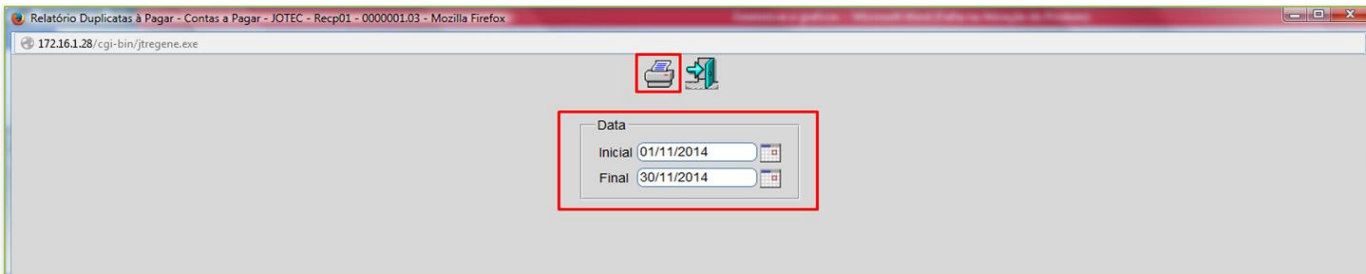 Relatório Duplicatas à Pagar - Contas a Pagar - JOTEC - Recp01 - 0000001.03 - Mozilla Firefox
172.16.1.28/cgi-bin/jtregene.exe
Data
Inicial 01/11/2014
Final 30/11/2014